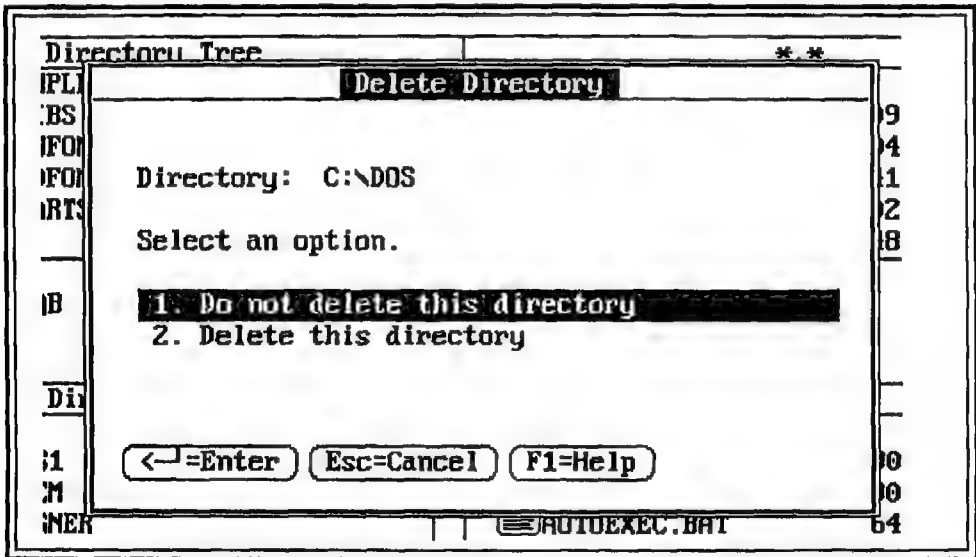 Directory Tree *.*
Delete Directory
Directory: C:\DOS
Select an option.
1. Do not delete this directory
2. Delete this directory
=Enter Esc=Cancel F1=Help
AUTOEXEC.BAT 64